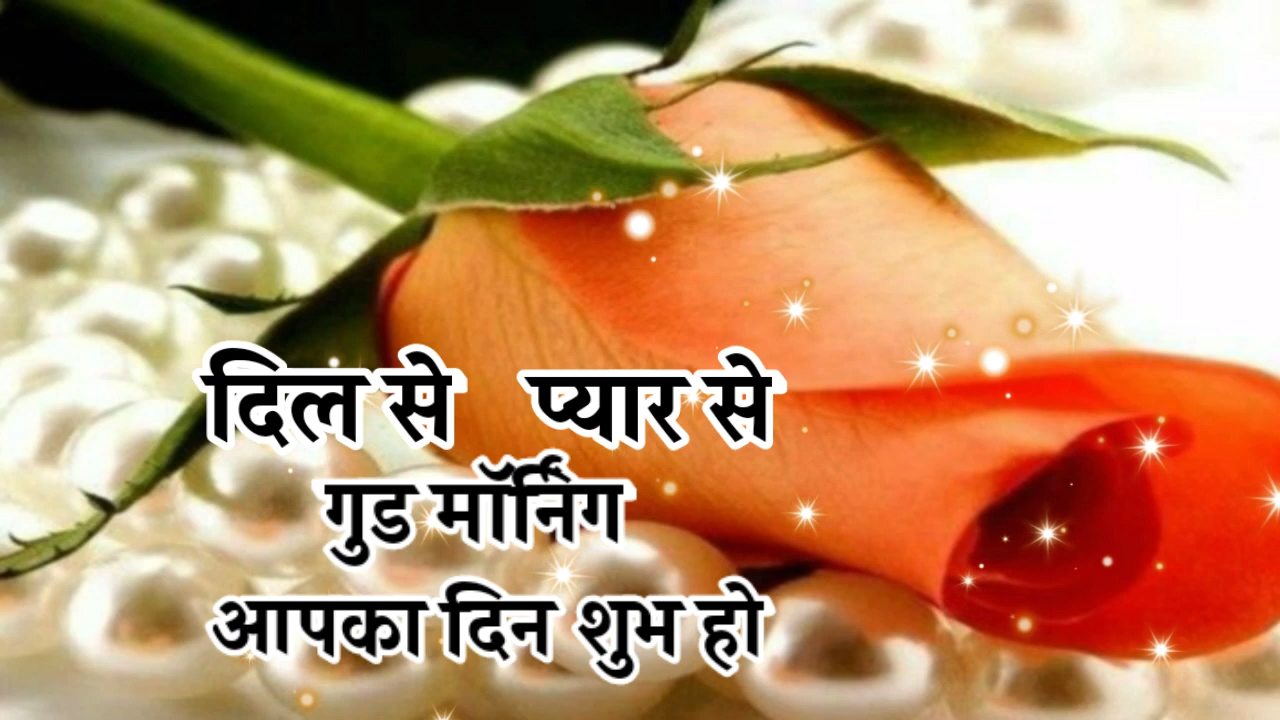 दिल से प्यार से
गुड मॉर्निंग
आपका दिन शुभ हो